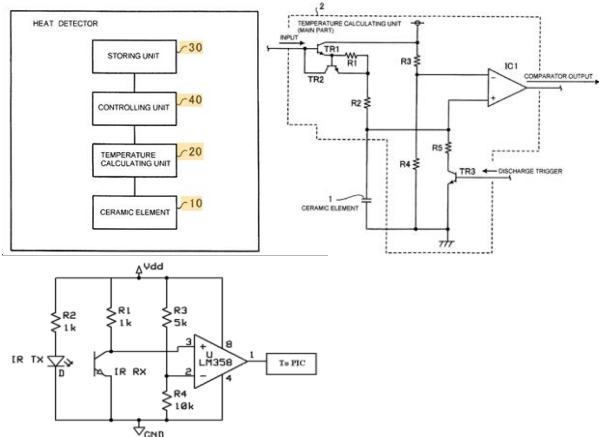 HEAT DETECTOR
STORING UNIT
30
CONTROLLING UNIT
40
TEMPERATURE
CALCULATING UNIT
20
CERAMIC ELEMENT
10
2
TEMPERATURE CALCULATING UNIT
(MAIN PART)
INPUT
TR1
R1
TR2
R2
R3
IC1
−
+
COMPARATOR OUTPUT
R4
R5
TR3
DISCHARGE TRIGGER
1
CERAMIC ELEMENT
Vdd
R2
1k
R1
1k
R3
5k
IR TX
D
IR RX
3
+
2
−
U
LM358
8
1
4
To PIC
R4
10k
GND